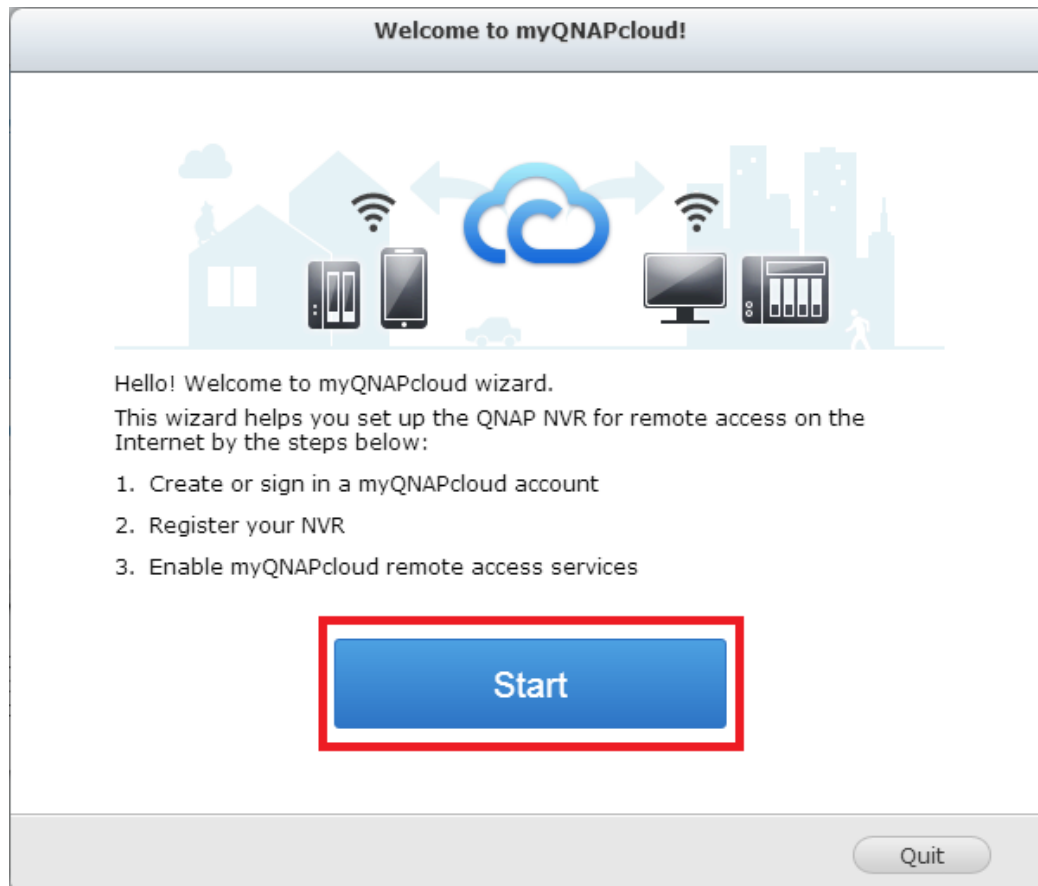 Welcome to myQNAPcloud!
Hello! Welcome to myQNAPcloud wizard.
This wizard helps you set up the QNAP NVR for remote access on the
Internet by the steps below:
1. Create or sign in a myQNAPcloud account
2. Register your NVR
3. Enable myQNAPcloud remote access services
Start
Quit